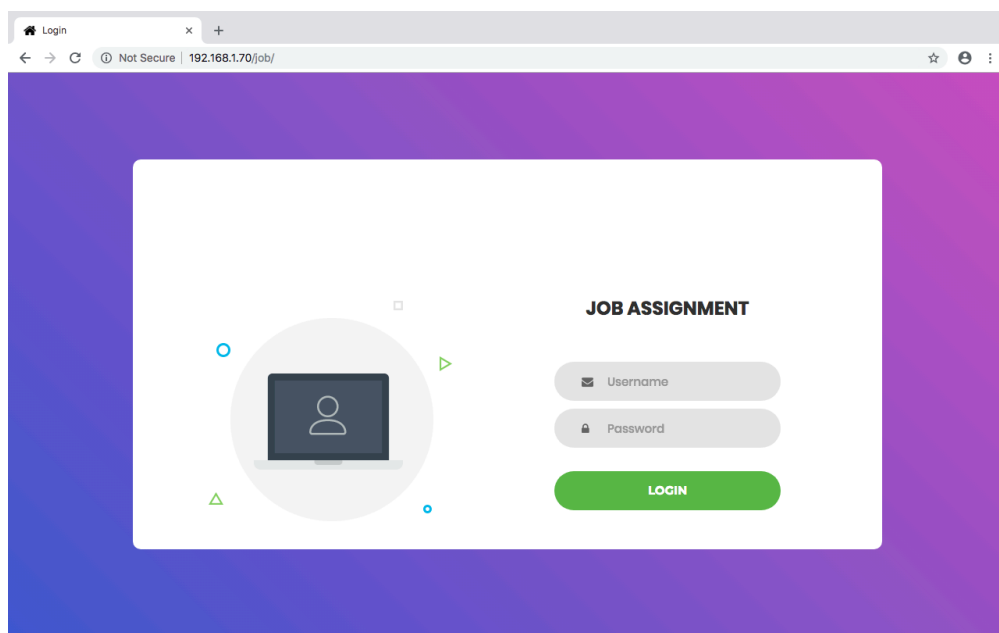 Login
Not Secure | 192.168.1.70/job/
JOB ASSIGNMENT
Username
Password
LOGIN